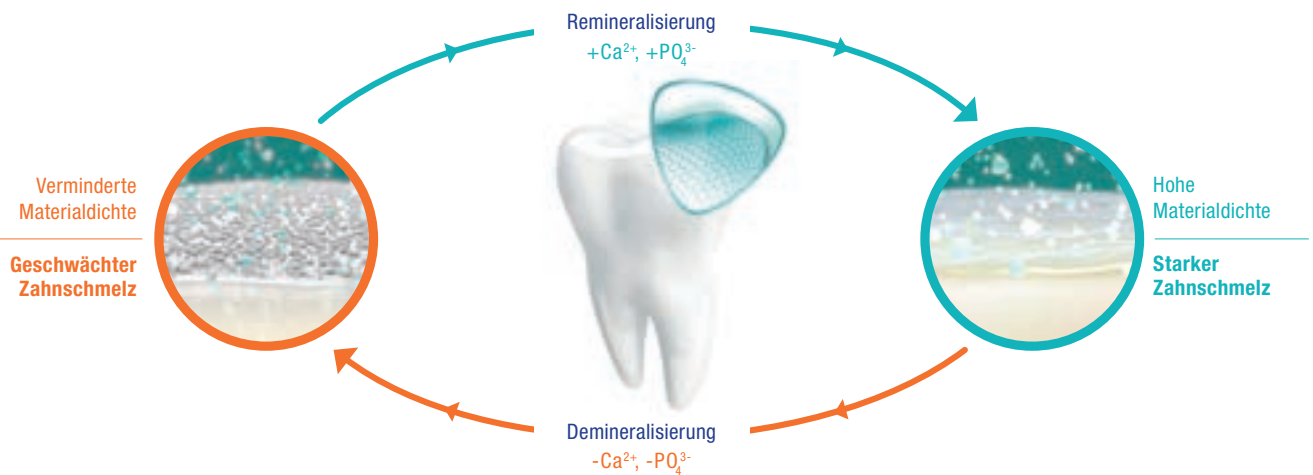 Remineralisierung
+Ca²⁺, +PO₄³⁻
Verminderte
Materialdichte
Geschwächter
Zahnschmelz
Hohe
Materialdichte
Starker
Zahnschmelz
Demineralisierung
-Ca²⁺, -PO₄³⁻